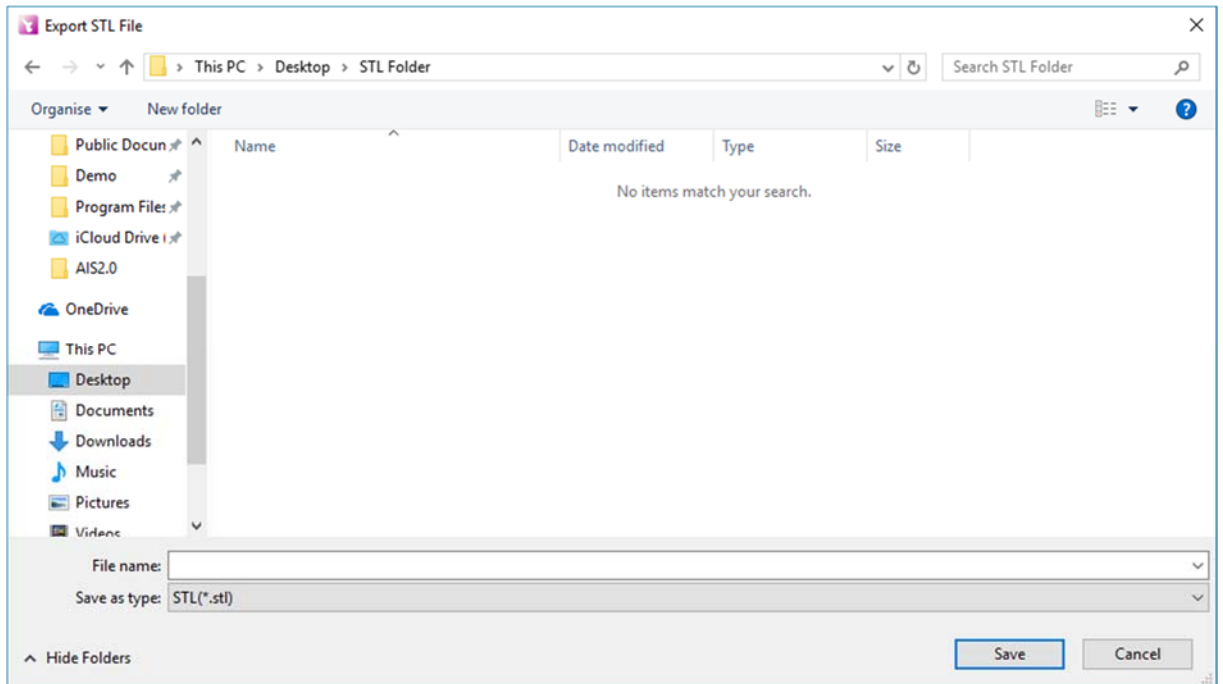 Export STL File
This PC > Desktop > STL Folder
Search STL Folder
Organise
New folder
Name
Date modified
Type
Size
Public Docun
Demo
Program File
iCloud Drive
AIS2.0
OneDrive
This PC
Desktop
Documents
Downloads
Music
Pictures
Videos
No items match your search.
File name:
Save as type: STL(*.stl)
Hide Folders
Save
Cancel